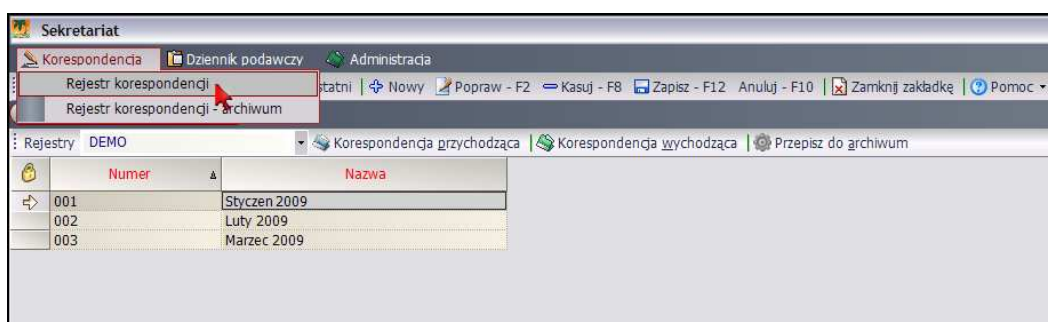 Sekretariat
Korespondencja Dziennik podawczy Administracja
Rejestr korespondencji
statni Nowy Popraw - F2 Kasuj - F8 Zapisz - F12 Anuluj - F10 Zamknij zakładkę Pomoc
Rejestr korespondencji - archiwum
Rejestry DEMO Korespondencja przychodząca Korespondencja wychodząca Przepisz do archiwum
Numer Nazwa
001 Styczen 2009
002 Luty 2009
003 Marzec 2009